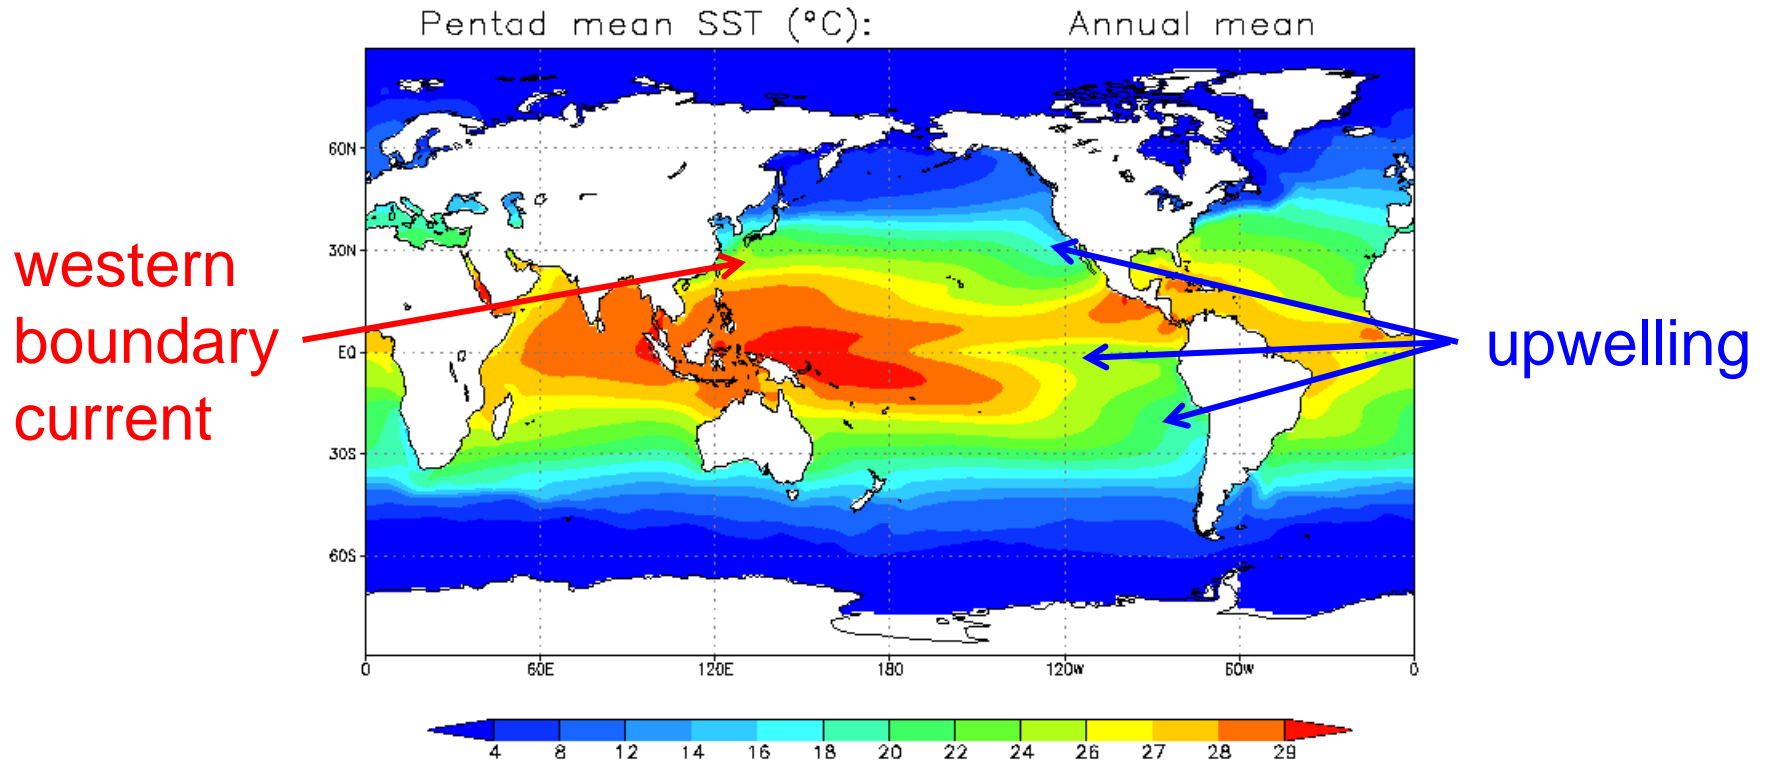 Pentad mean SST (°C): Annual mean
western
boundary
current
upwelling
60N
30N
EQ
30S
60S
0 60E 120E 180 120W 60W 0
4 8 12 14 16 18 20 22 24 26 27 28 29